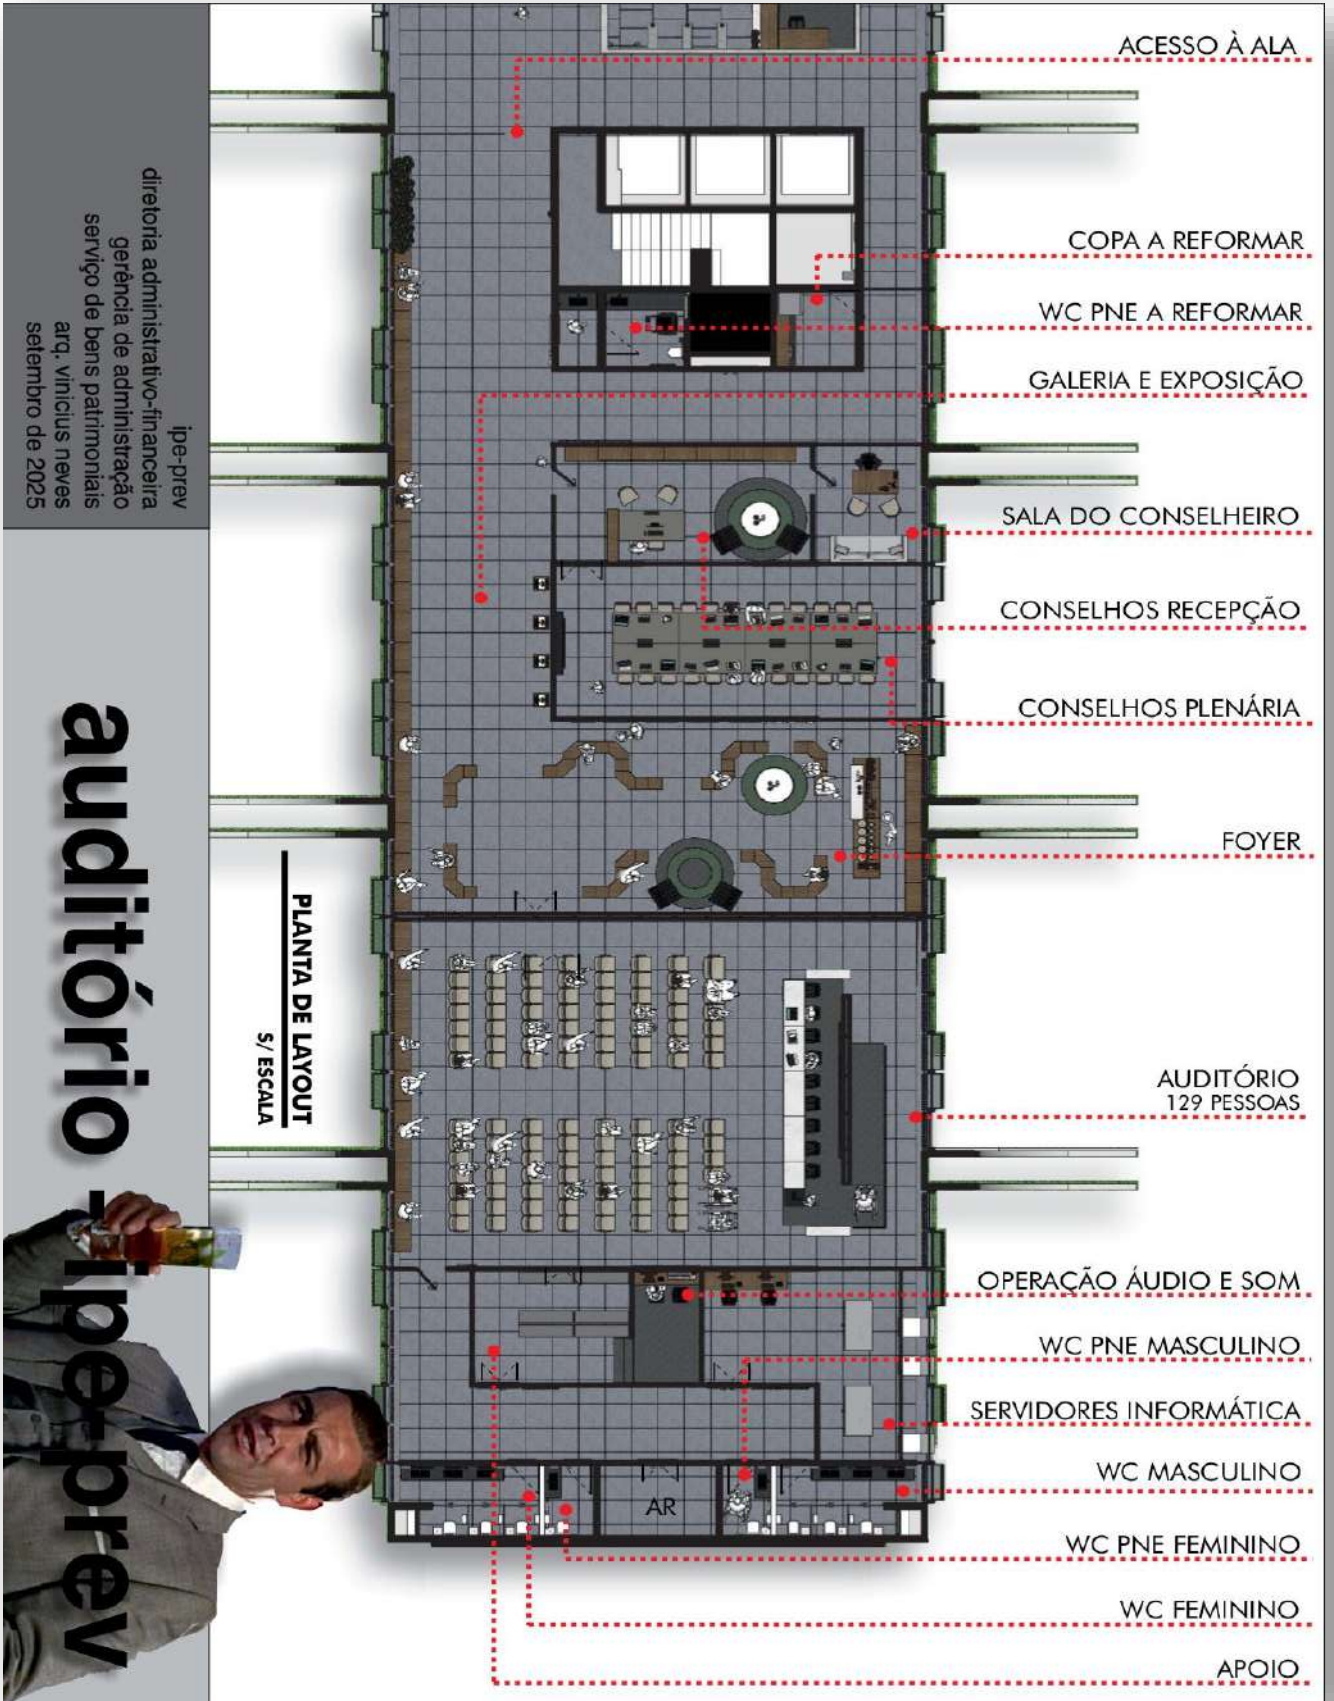 ACESSO À ALA
COPA A REFORMAR
WC PNE A REFORMAR
GALERIA E EXPOSIÇÃO
SALA DO CONSELHEIRO
CONSELHOS RECEPÇÃO
CONSELHOS PLENÁRIA
FOYER
AUDITÓRIO
129 PESSOAS
OPERAÇÃO ÁUDIO E SOM
WC PNE MASCULINO
SERVIDORES INFORMÁTICA
WC MASCULINO
WC PNE FEMININO
WC FEMININO
APOIO
AR
PLANTA DE LAYOUT
S/ ESCALA
ipe-prev
diretoria administrativo-financeira
gerência de administração
serviço de bens patrimoniais
arq. vinicius neves
setembro de 2025
auditório - ipe-prev